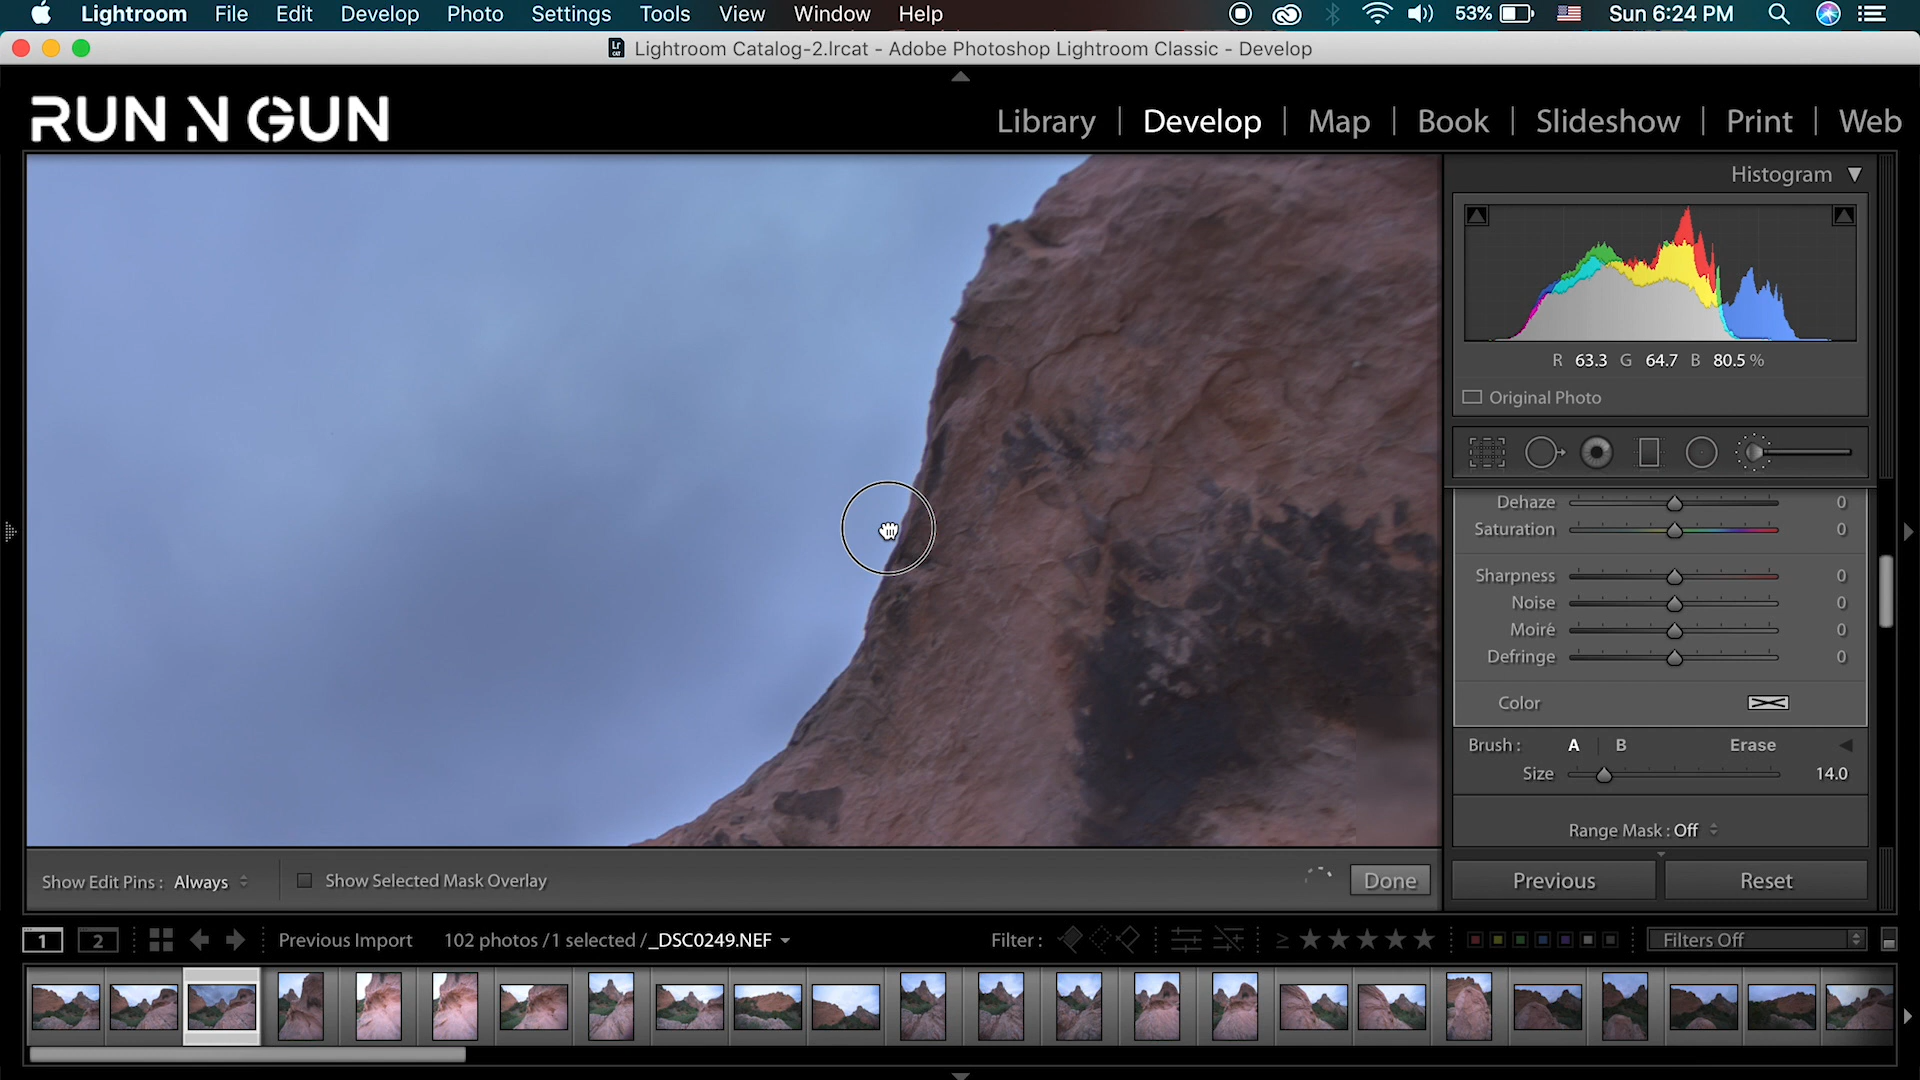 Lightroom File Edit Develop Photo Settings Tools View Window Help 53% Sun 6:24 PM
Lr
CAT
Lightroom Catalog-2.lrcat - Adobe Photoshop Lightroom Classic - Develop
RUN N GUN
Library | Develop | Map | Book | Slideshow | Print | Web
Histogram
R 63.3 G 64.7 B 80.5 %
Original Photo
Dehaze 0
Saturation 0
Sharpness 0
Noise 0
Moiré 0
Defringe 0
Color
Brush : A B Erase
Size 14.0
Range Mask : Off
Show Edit Pins : Always Show Selected Mask Overlay Done
Previous Reset
1 2 Previous Import 102 photos /1 selected /_DSC0249.NEF Filter : ≥ ★★★★★ Filters Off